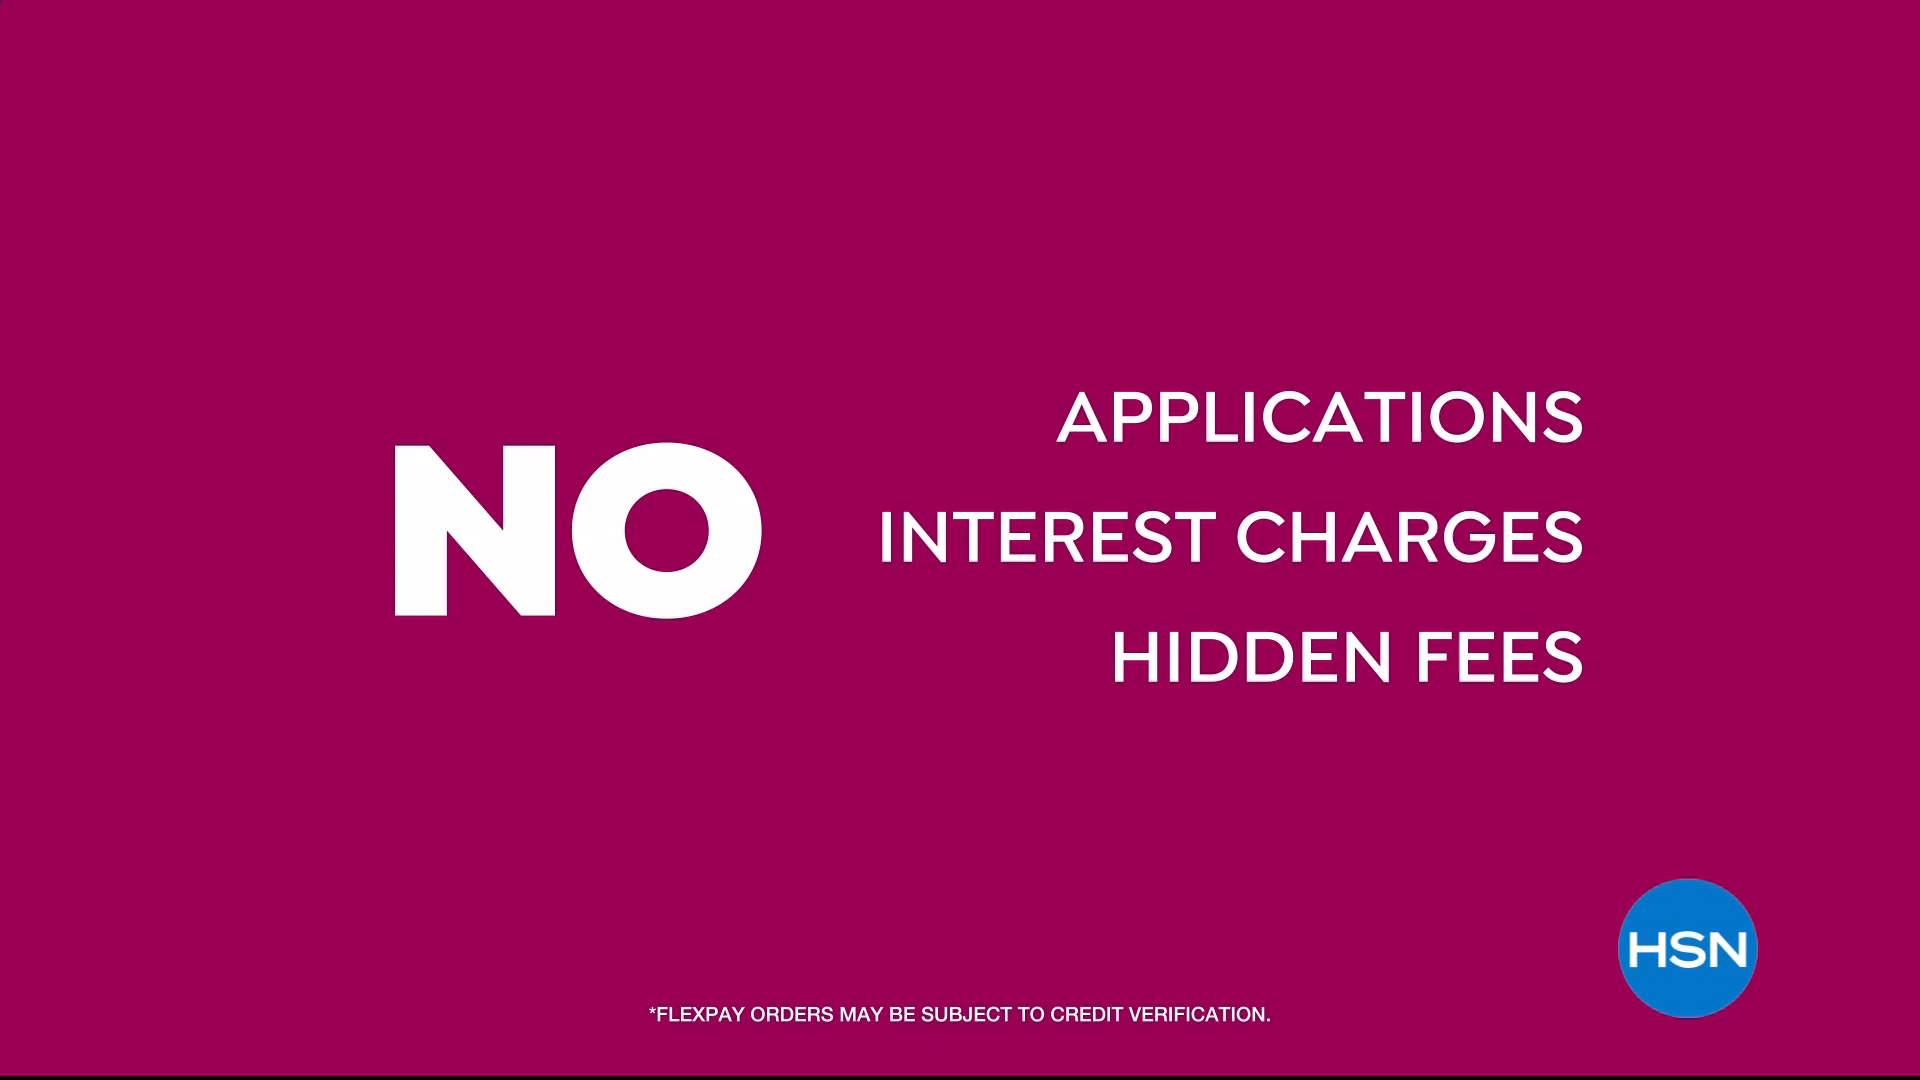 NO
APPLICATIONS
INTEREST CHARGES
HIDDEN FEES
HSN
*FLEXPAY ORDERS MAY BE SUBJECT TO CREDIT VERIFICATION.